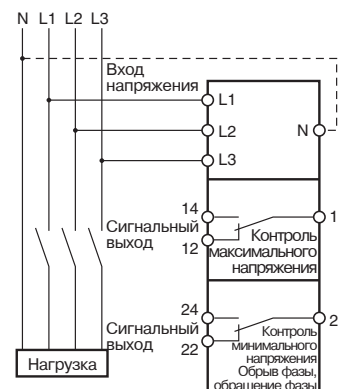 N L1 L2 L3
Вход
напряжения
L1
L2
N
L3
14
Сигнальный
выход
12
1
Контроль
максимального
напряжения
24
Сигнальный
выход
22
2
Контроль
минимального
напряжения
Обрыв фазы,
обращение фазы
Нагрузка